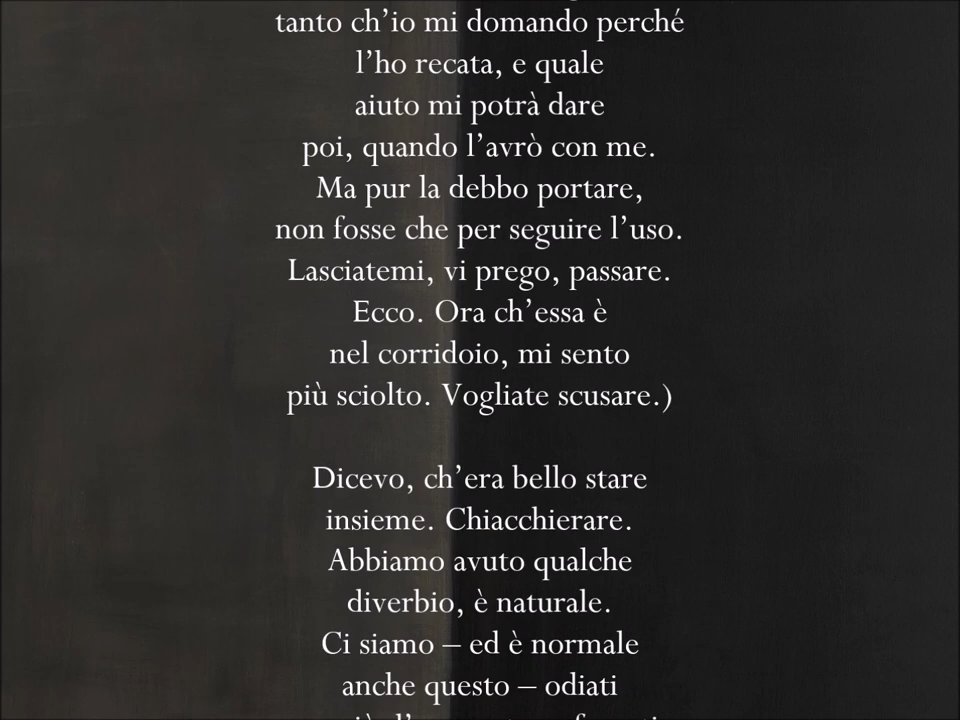 tanto ch’io mi domando perché
l’ho recata, e quale
aiuto mi potrà dare
poi, quando l’avrò con me.
Ma pur la debbo portare,
non fosse che per seguire l’uso.
Lasciatemi, vi prego, passare.
Ecco. Ora ch’essa è
nel corridoio, mi sento
più sciolto. Vogliate scusare.)
Dicevo, ch’era bello stare
insieme. Chiacchierare.
Abbiamo avuto qualche
diverbio, è naturale.
Ci siamo – ed è normale
anche questo – odiati